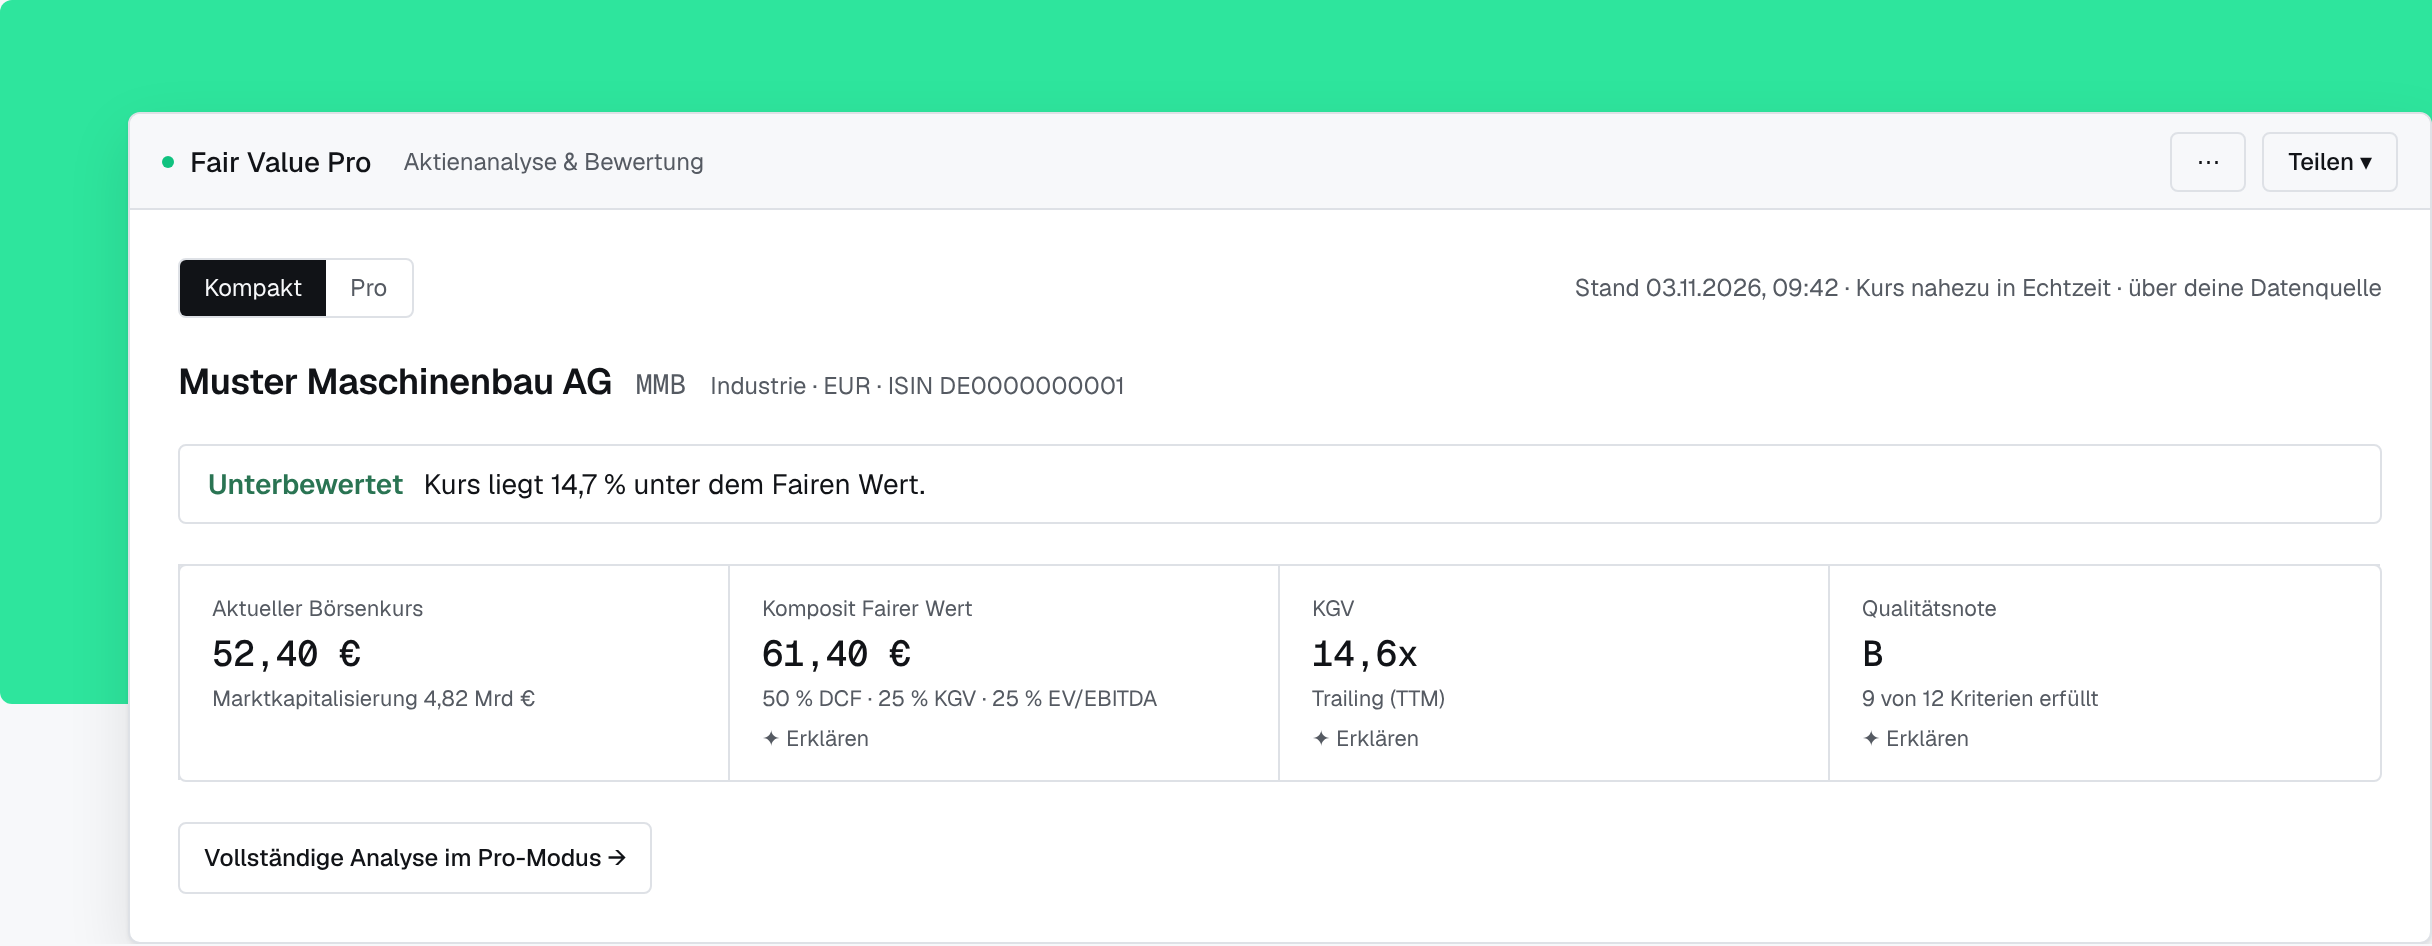 Fair Value Pro Aktienanalyse & Bewertung ··· Teilen ▾
Kompakt Pro Stand 03.11.2026, 09:42 · Kurs nahezu in Echtzeit · über deine Datenquelle
Muster Maschinenbau AG MMB Industrie · EUR · ISIN DE0000000001
Unterbewertet Kurs liegt 14,7 % unter dem Fairen Wert.
Aktueller Börsenkurs
52,40 €
Marktkapitalisierung 4,82 Mrd €
Komposit Fairer Wert
61,40 €
50 % DCF · 25 % KGV · 25 % EV/EBITDA
✦ Erklären
KGV
14,6x
Trailing (TTM)
✦ Erklären
Qualitätsnote
B
9 von 12 Kriterien erfüllt
✦ Erklären
Vollständige Analyse im Pro-Modus →